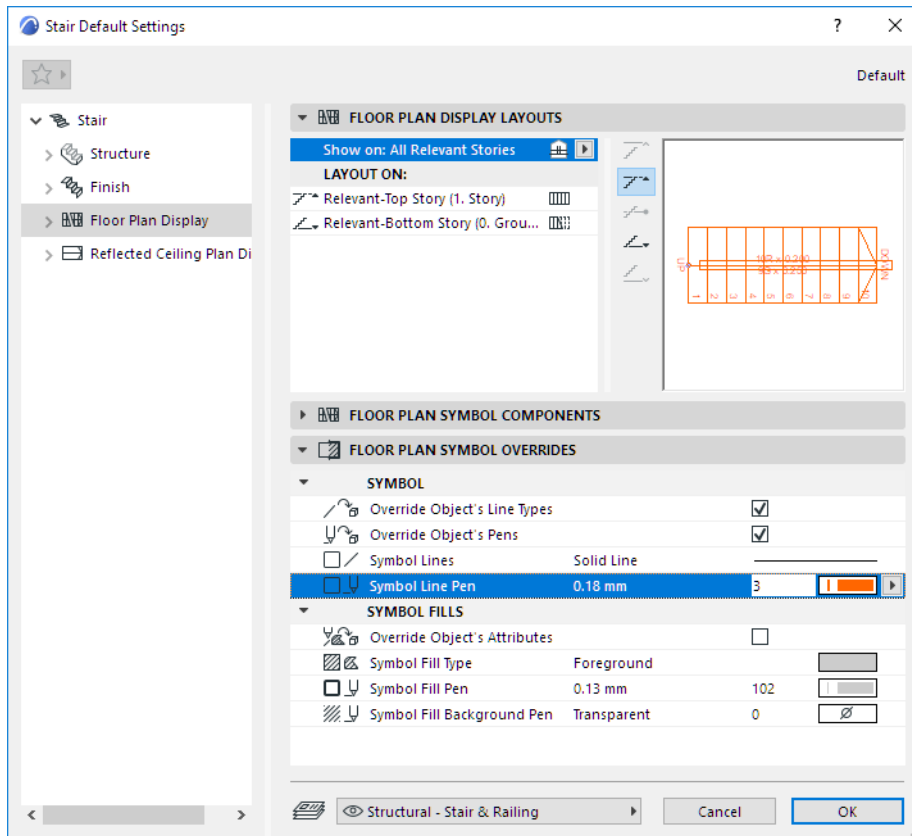 Stair Default Settings
?
Default
Stair
Structure
Finish
Floor Plan Display
Reflected Ceiling Plan Di
FLOOR PLAN DISPLAY LAYOUTS
Show on: All Relevant Stories
LAYOUT ON:
Relevant-Top Story (1. Story)
Relevant-Bottom Story (0. Grou...
UP
10R x 0.200
DOWN
1 2 3 4 5 6 7 8 9 10
FLOOR PLAN SYMBOL COMPONENTS
FLOOR PLAN SYMBOL OVERRIDES
SYMBOL
Override Object's Line Types
Override Object's Pens
Symbol Lines Solid Line
Symbol Line Pen 0.18 mm 3
SYMBOL FILLS
Override Object's Attributes
Symbol Fill Type Foreground
Symbol Fill Pen 0.13 mm 102
Symbol Fill Background Pen Transparent 0
Structural - Stair & Railing
Cancel
OK